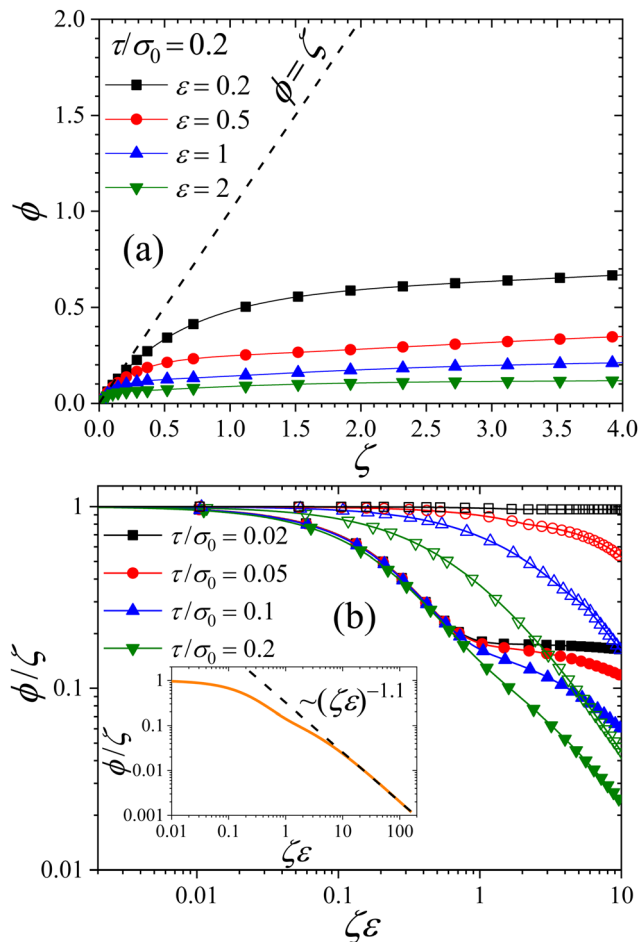 τ/σ₀ = 0.2
ε = 0.2
ε = 0.5
ε = 1
ε = 2
ϕ = ζ
(a)
2.0
1.5
1.0
0.5
0.0
ϕ
0.0 0.5 1.0 1.5 2.0 2.5 3.0 3.5 4.0
ζ
τ/σ₀ = 0.02
τ/σ₀ = 0.05
τ/σ₀ = 0.1
τ/σ₀ = 0.2
(b)
1
0.1
0.01
ϕ/ζ
~(ζε)⁻¹·¹
1
0.1
0.01
0.001
ϕ/ζ
0.01 0.1 1 10 100
ζε
0.01 0.1 1 10
ζε